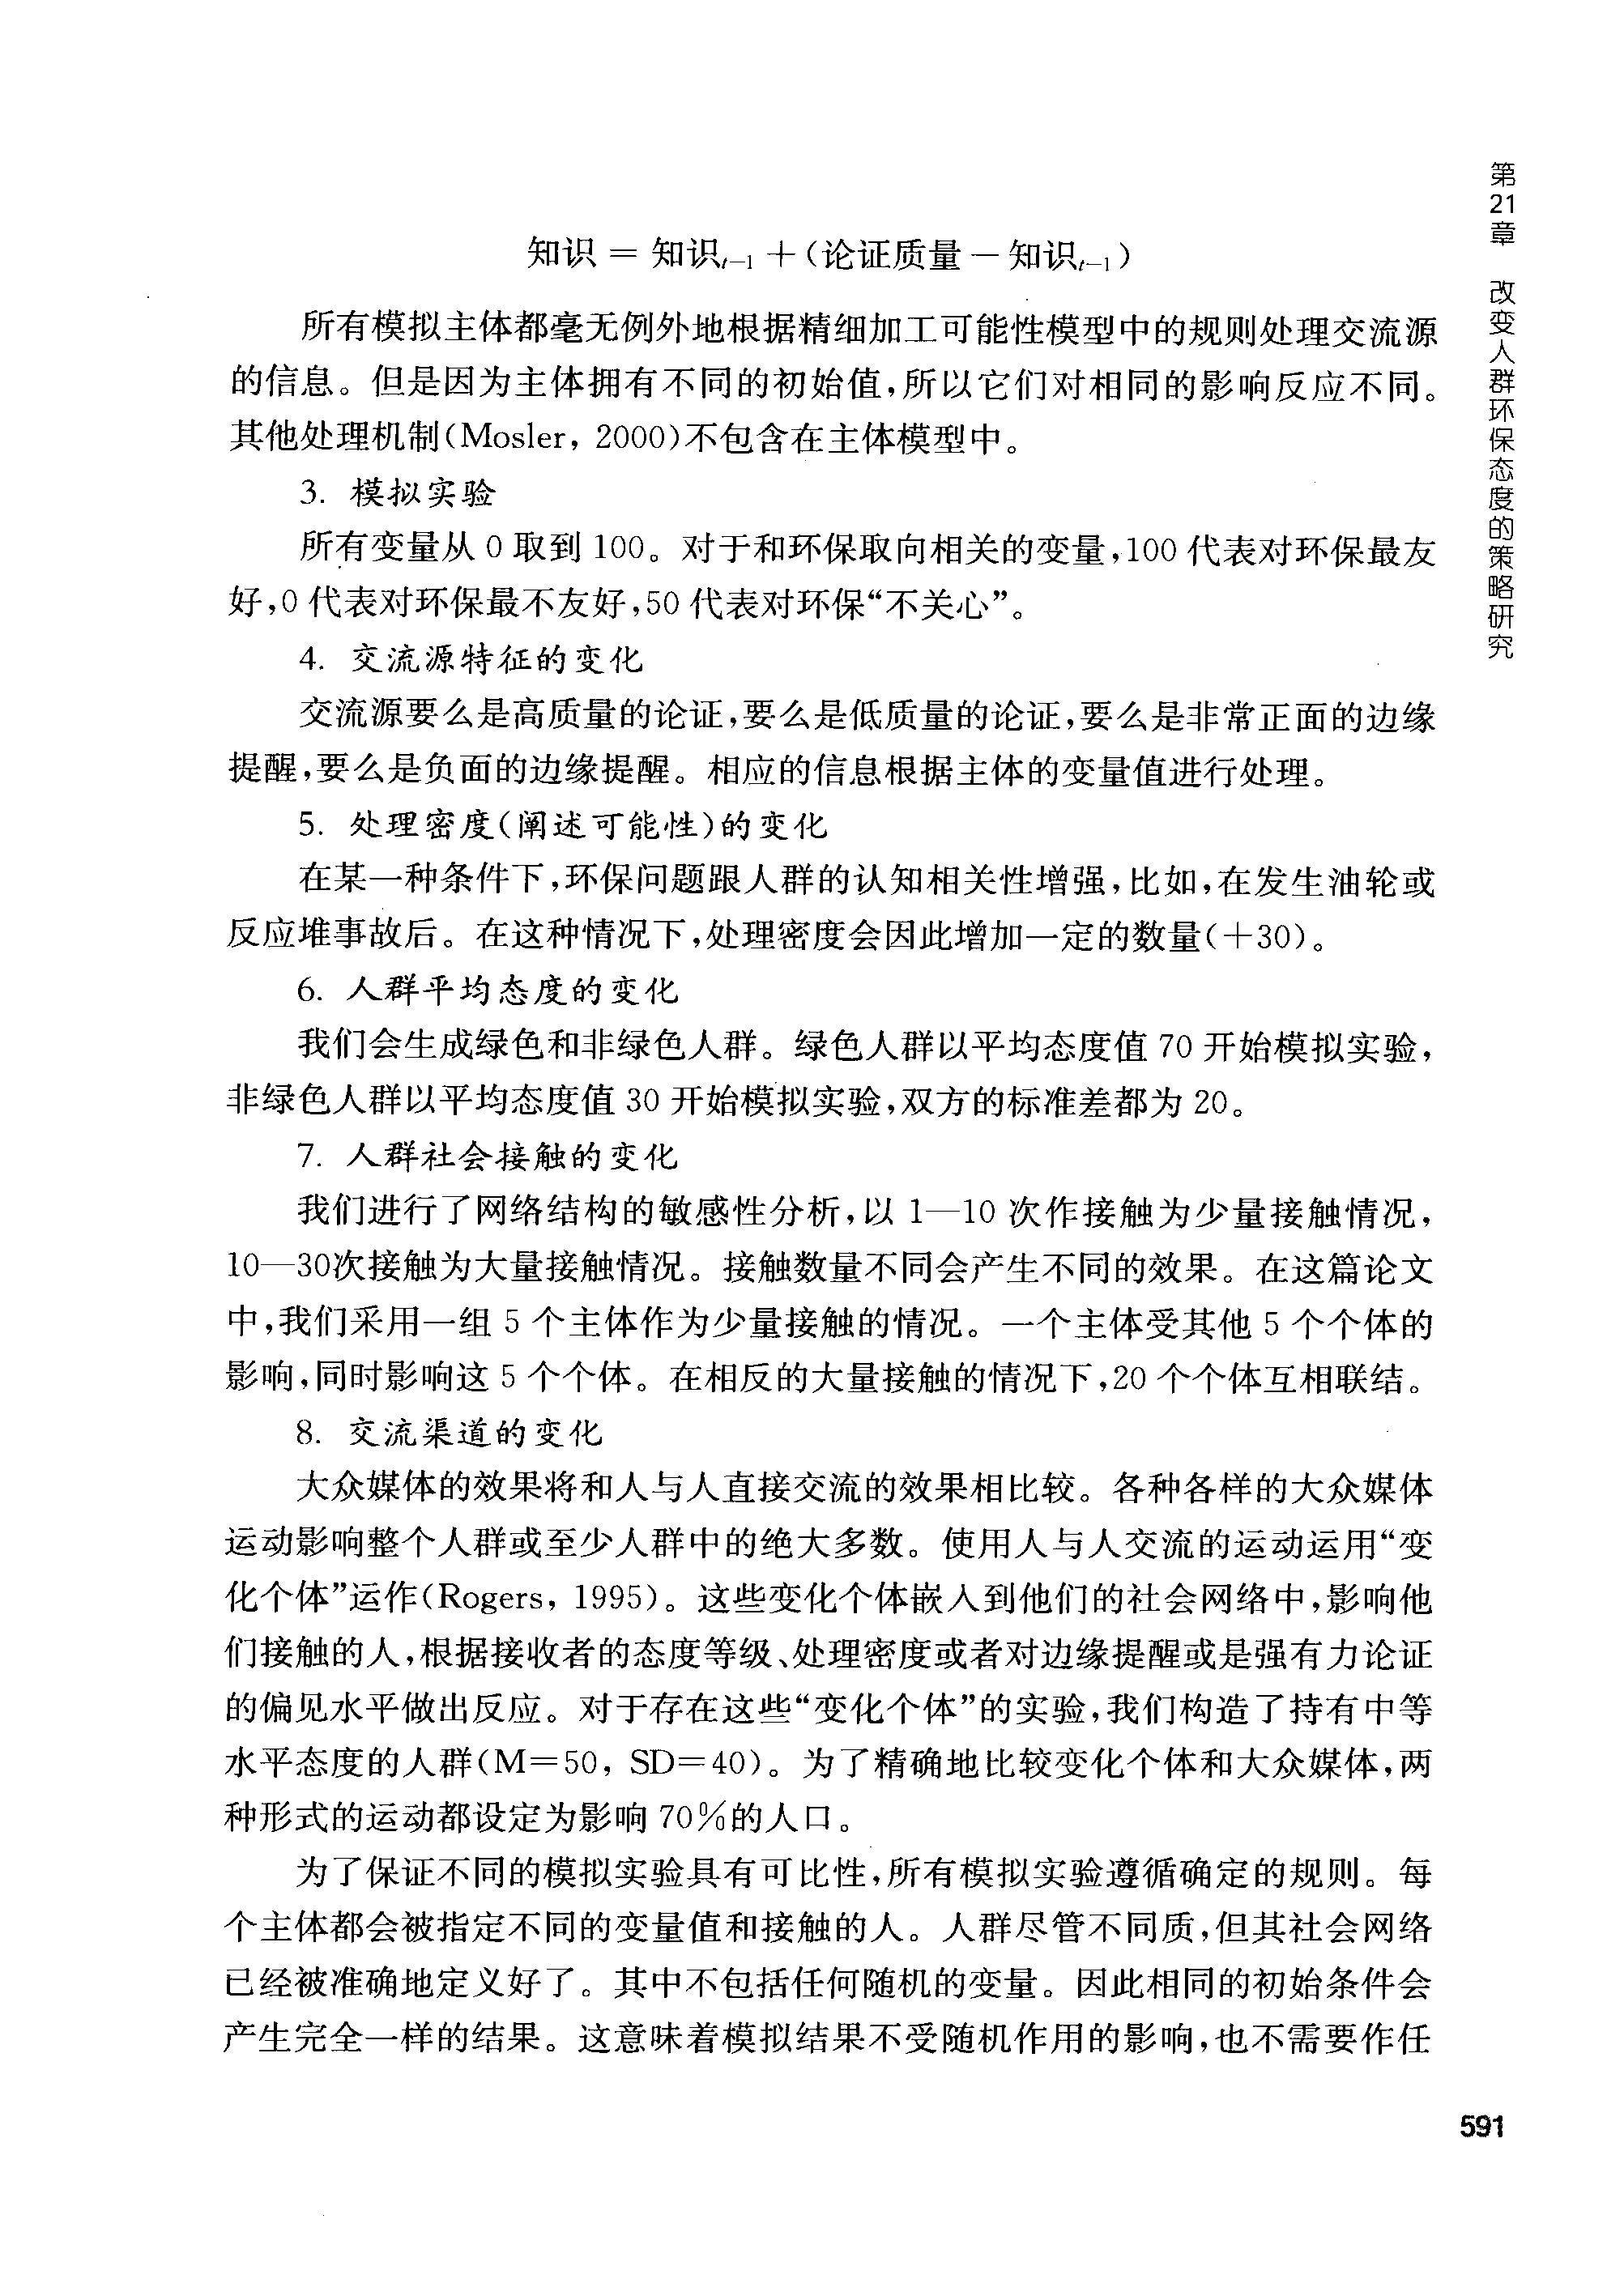 第21章 改变人群环保态度的策略研究
知识 = 知识t-1 +(论证质量 - 知识t-1)
所有模拟主体都毫无例外地根据精细加工可能性模型中的规则处理交流源
的信息。但是因为主体拥有不同的初始值,所以它们对相同的影响反应不同。
其他处理机制(Mosler, 2000)不包含在主体模型中。
3. 模拟实验
所有变量从 0 取到 100。对于和环保取向相关的变量,100 代表对环保最友
好,0 代表对环保最不友好,50 代表对环保“不关心”。
4. 交流源特征的变化
交流源要么是高质量的论证,要么是低质量的论证,要么是非常正面的边缘
提醒,要么是负面的边缘提醒。相应的信息根据主体的变量值进行处理。
5. 处理密度(阐述可能性)的变化
在某一种条件下,环保问题跟人群的认知相关性增强,比如,在发生油轮或
反应堆事故后。在这种情况下,处理密度会因此增加一定的数量(+30)。
6. 人群平均态度的变化
我们会生成绿色和非绿色人群。绿色人群以平均态度值 70 开始模拟实验,
非绿色人群以平均态度值 30 开始模拟实验,双方的标准差都为 20。
7. 人群社会接触的变化
我们进行了网络结构的敏感性分析,以 1—10 次作接触为少量接触情况,
10—30次接触为大量接触情况。接触数量不同会产生不同的效果。在这篇论文
中,我们采用一组 5 个主体作为少量接触的情况。一个主体受其他 5 个个体的
影响,同时影响这 5 个个体。在相反的大量接触的情况下,20 个个体互相联结。
8. 交流渠道的变化
大众媒体的效果将和人与人直接交流的效果相比较。各种各样的大众媒体
运动影响整个人群或至少人群中的绝大多数。使用人与人交流的运动运用“变
化个体”运作(Rogers, 1995)。这些变化个体嵌入到他们的社会网络中,影响他
们接触的人,根据接收者的态度等级、处理密度或者对边缘提醒或是强有力论证
的偏见水平做出反应。对于存在这些“变化个体”的实验,我们构造了持有中等
水平态度的人群(M=50, SD=40)。为了精确地比较变化个体和大众媒体,两
种形式的运动都设定为影响 70%的人口。
为了保证不同的模拟实验具有可比性,所有模拟实验遵循确定的规则。每
个主体都会被指定不同的变量值和接触的人。人群尽管不同质,但其社会网络
已经被准确地定义好了。其中不包括任何随机的变量。因此相同的初始条件会
产生完全一样的结果。这意味着模拟结果不受随机作用的影响,也不需要作任
591